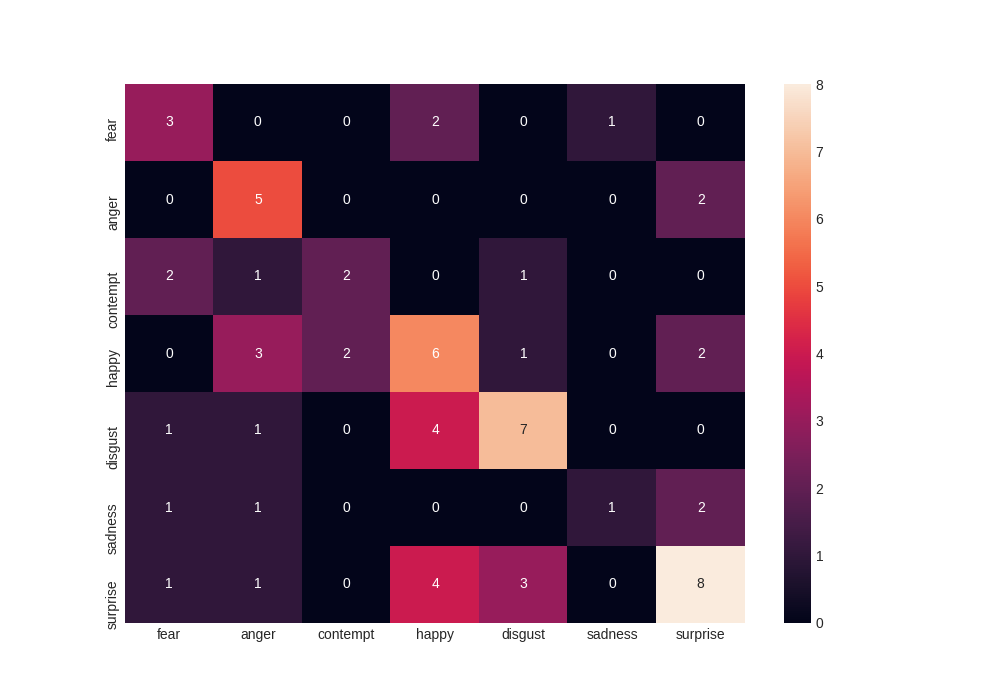 8
fear 3 0 0 2 0 1 0
7
anger 0 5 0 0 0 0 2
6
contempt 2 1 2 0 1 0 0
5
happy 0 3 2 6 1 0 2
4
3
disgust 1 1 0 4 7 0 0
2
sadness 1 1 0 0 0 1 2
1
surprise 1 1 0 4 3 0 8
0
fear anger contempt happy disgust sadness surprise